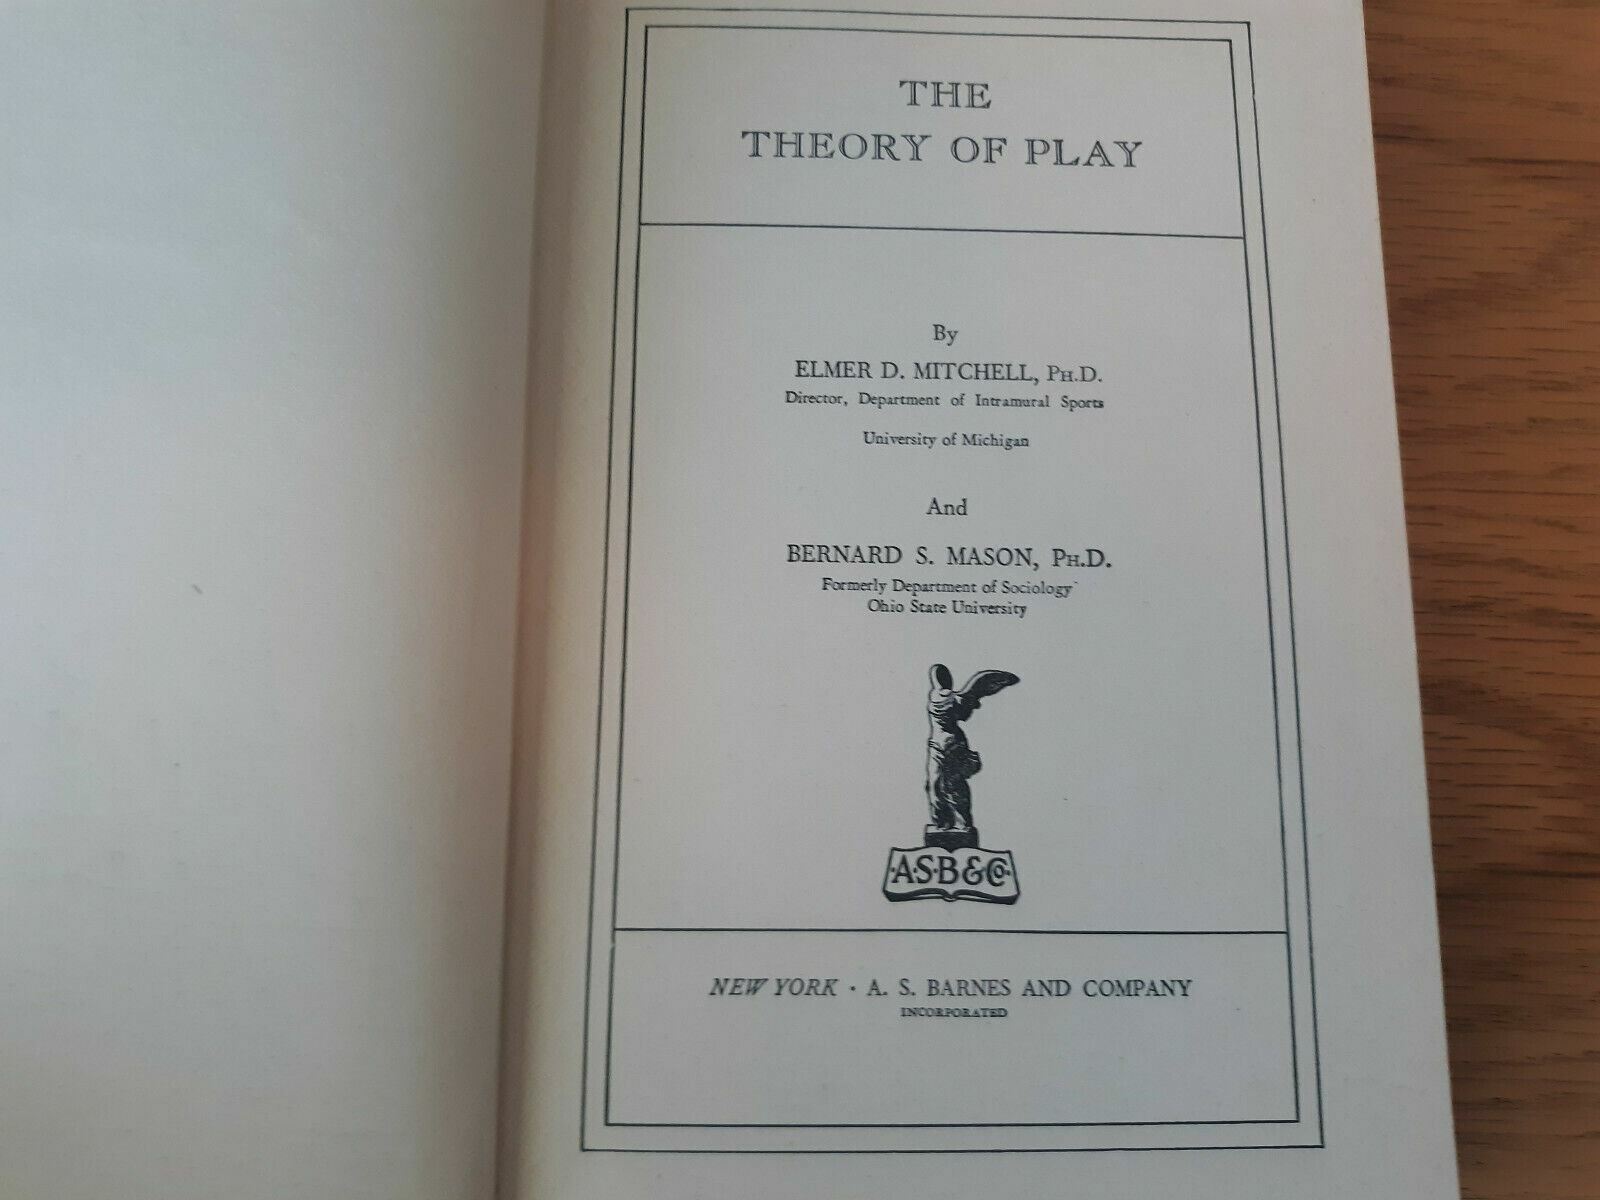 THE
THEORY OF PLAY
By
ELMER D. MITCHELL, PH.D.
Director, Department of Intramural Sports
University of Michigan
And
BERNARD S. MASON, PH.D.
Formerly Department of Sociology
Ohio State University
·A·S·B·&Co·
NEW YORK · A. S. BARNES AND COMPANY
INCORPORATED